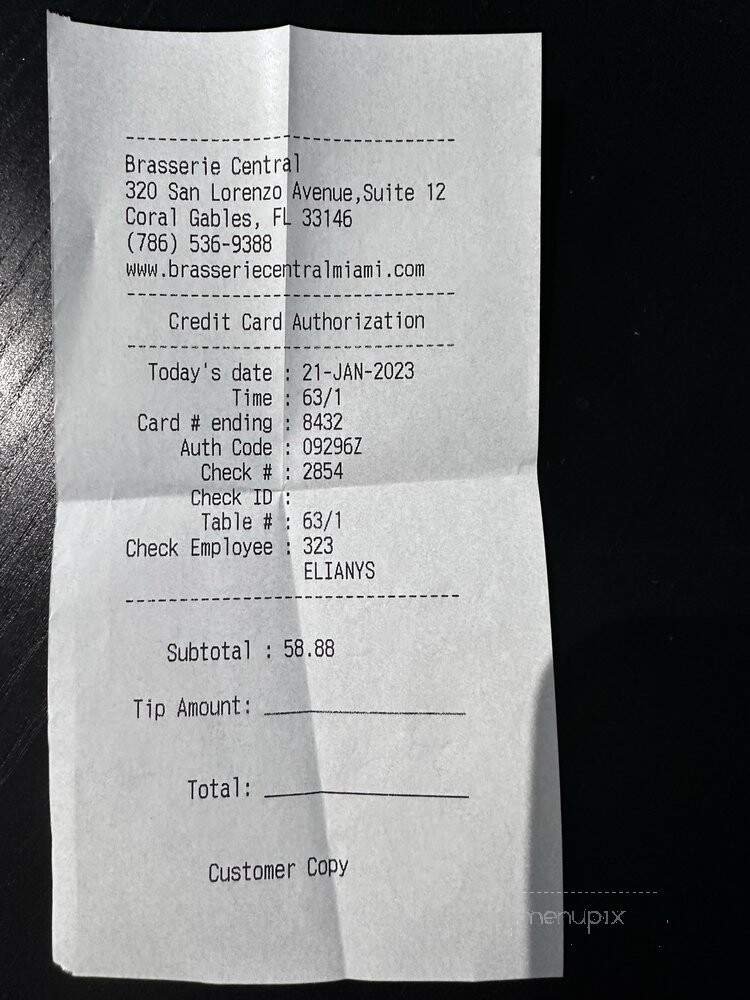 --------------------------------
Brasserie Central
320 San Lorenzo Avenue,Suite 12
Coral Gables, FL 33146
(786) 536-9388
www.brasseriecentralmiami.com
--------------------------------
Credit Card Authorization
--------------------------------
Today's date : 21-JAN-2023
Time : 63/1
Card # ending : 8432
Auth Code : 09296Z
Check # : 2854
Check ID :
Table # : 63/1
Check Employee : 323
ELIANYS
--------------------------------
Subtotal : 58.88
Tip Amount: ___________________
Total: ___________________
Customer Copy
menupix